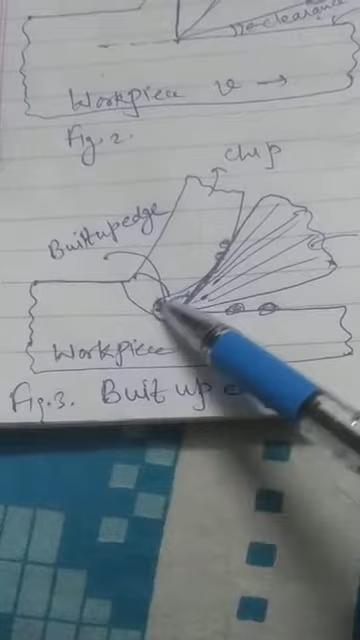 clearance
Workpiece v →
Fig. 2.
chip
Builtupedge
Workpiece
Fig. 3. Buit up e